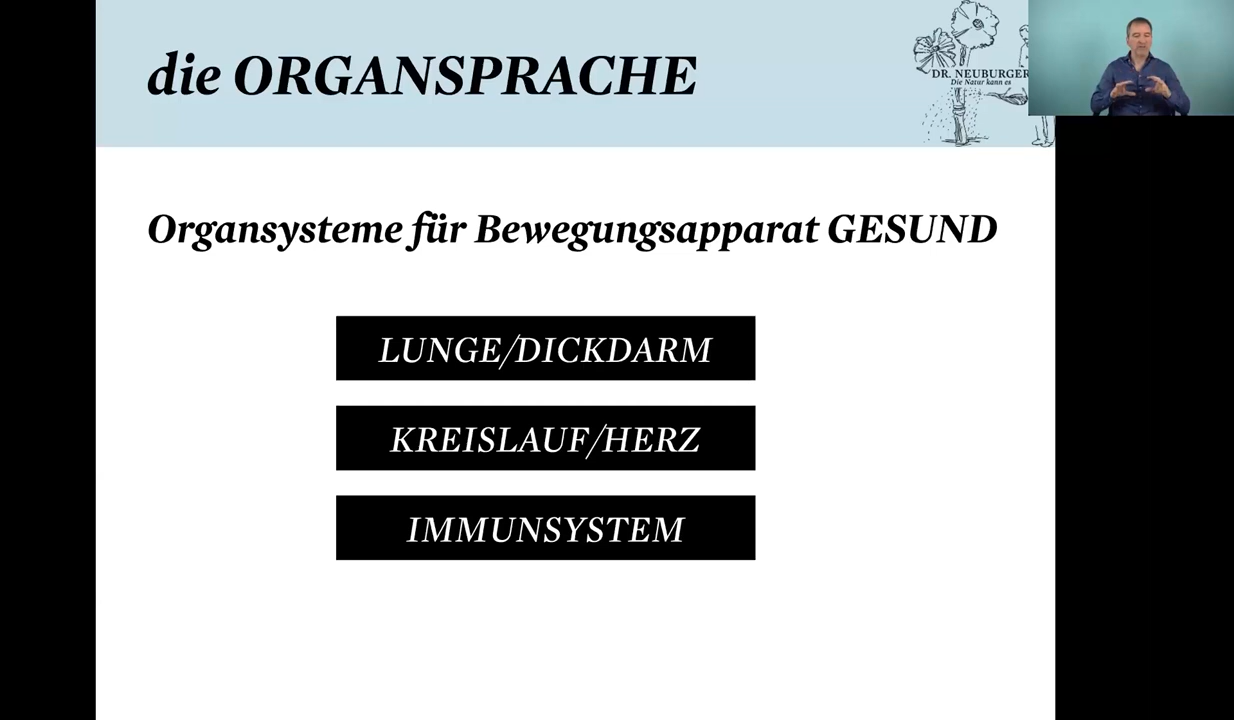 die ORGANSPRACHE
DR. NEUBURGER
Die Natur kann es
Organsysteme für Bewegungsapparat GESUND
LUNGE/DICKDARM
KREISLAUF/HERZ
IMMUNSYSTEM